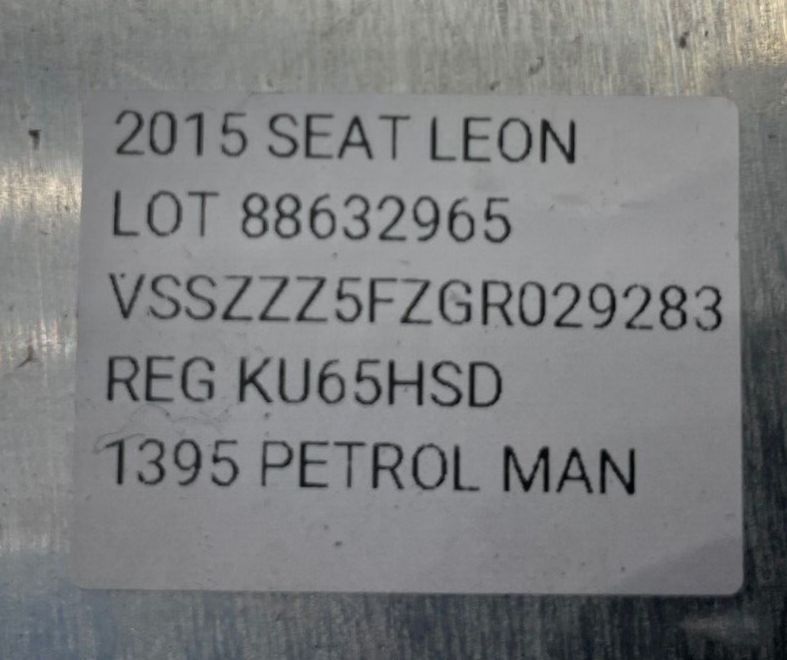 2015 SEAT LEON
LOT 88632965
VSSZZZ5FZGR029283
REG KU65HSD
1395 PETROL MAN